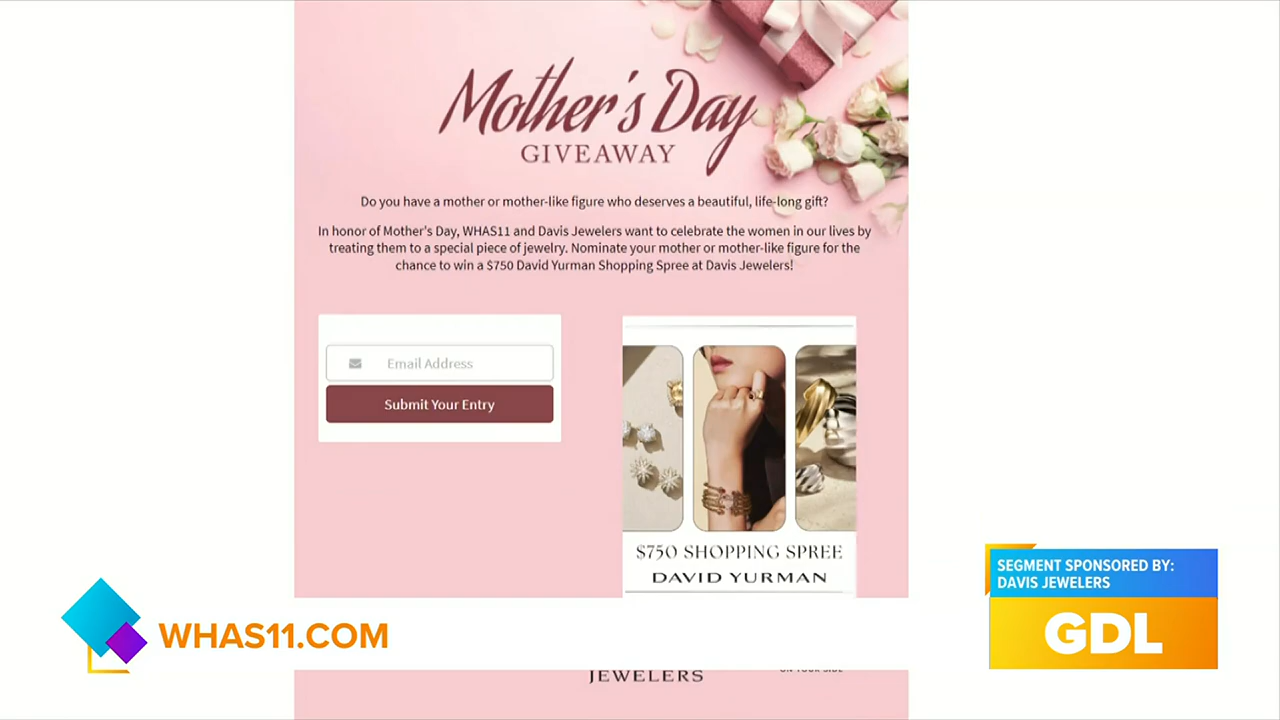 Mother's Day
GIVEAWAY
Do you have a mother or mother-like figure who deserves a beautiful, life-long gift?
In honor of Mother's Day, WHAS11 and Davis Jewelers want to celebrate the women in our lives by
treating them to a special piece of jewelry. Nominate your mother or mother-like figure for the
chance to win a $750 David Yurman Shopping Spree at Davis Jewelers!
Email Address
Submit Your Entry
$750 SHOPPING SPREE
DAVID YURMAN
SEGMENT SPONSORED BY:
DAVIS JEWELERS
GDL
WHAS11.COM
JEWELERS